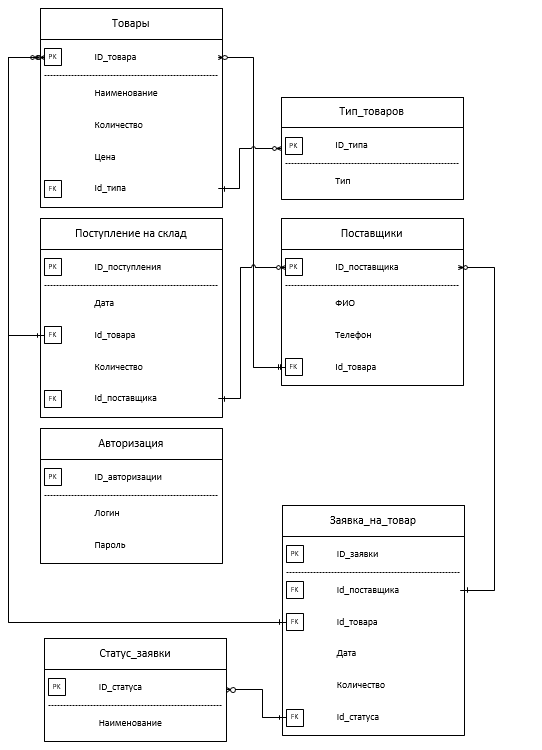 Товары
PK ID_товара
Наименование
Количество
Цена
FK Id_типа
Тип_товаров
PK ID_типа
Тип
Поступление на склад
PK ID_поступления
Дата
FK Id_товара
Количество
FK Id_поставщика
Поставщики
PK ID_поставщика
ФИО
Телефон
FK Id_товара
Авторизация
PK ID_авторизации
Логин
Пароль
Заявка_на_товар
PK ID_заявки
FK Id_поставщика
FK Id_товара
Дата
Количество
FK Id_статуса
Статус_заявки
PK ID_статуса
Наименование